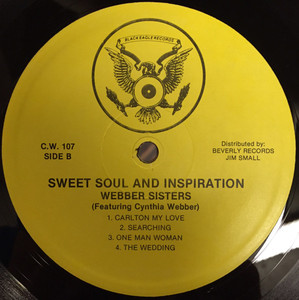 BLACK EAGLE RECORDS
C.W. 107
SIDE B
Distributed by:
BEVERLY RECORDS
JIM SMALL
SWEET SOUL AND INSPIRATION
WEBBER SISTERS
(Featuring Cynthia Webber)
1. CARLTON MY LOVE
2. SEARCHING
3. ONE MAN WOMAN
4. THE WEDDING